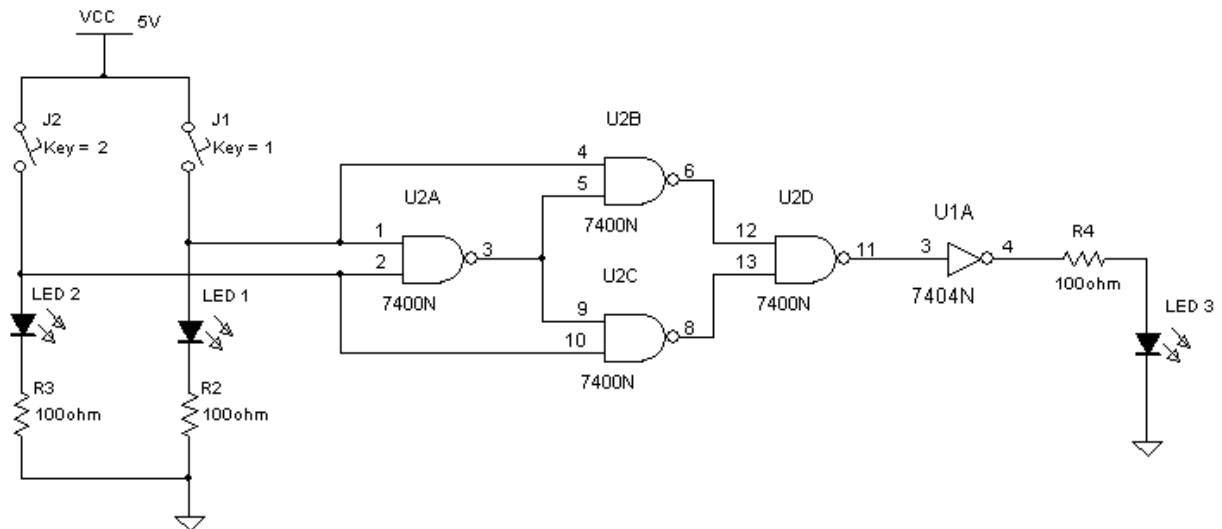 VCC
5V
J2
Key = 2
J1
Key = 1
U2B
4
5
6
7400N
U2A
1
2
3
7400N
U2C
9
10
8
7400N
U2D
12
13
11
7400N
U1A
3
4
7404N
R4
100ohm
LED 3
LED 2
LED 1
R3
100ohm
R2
100ohm